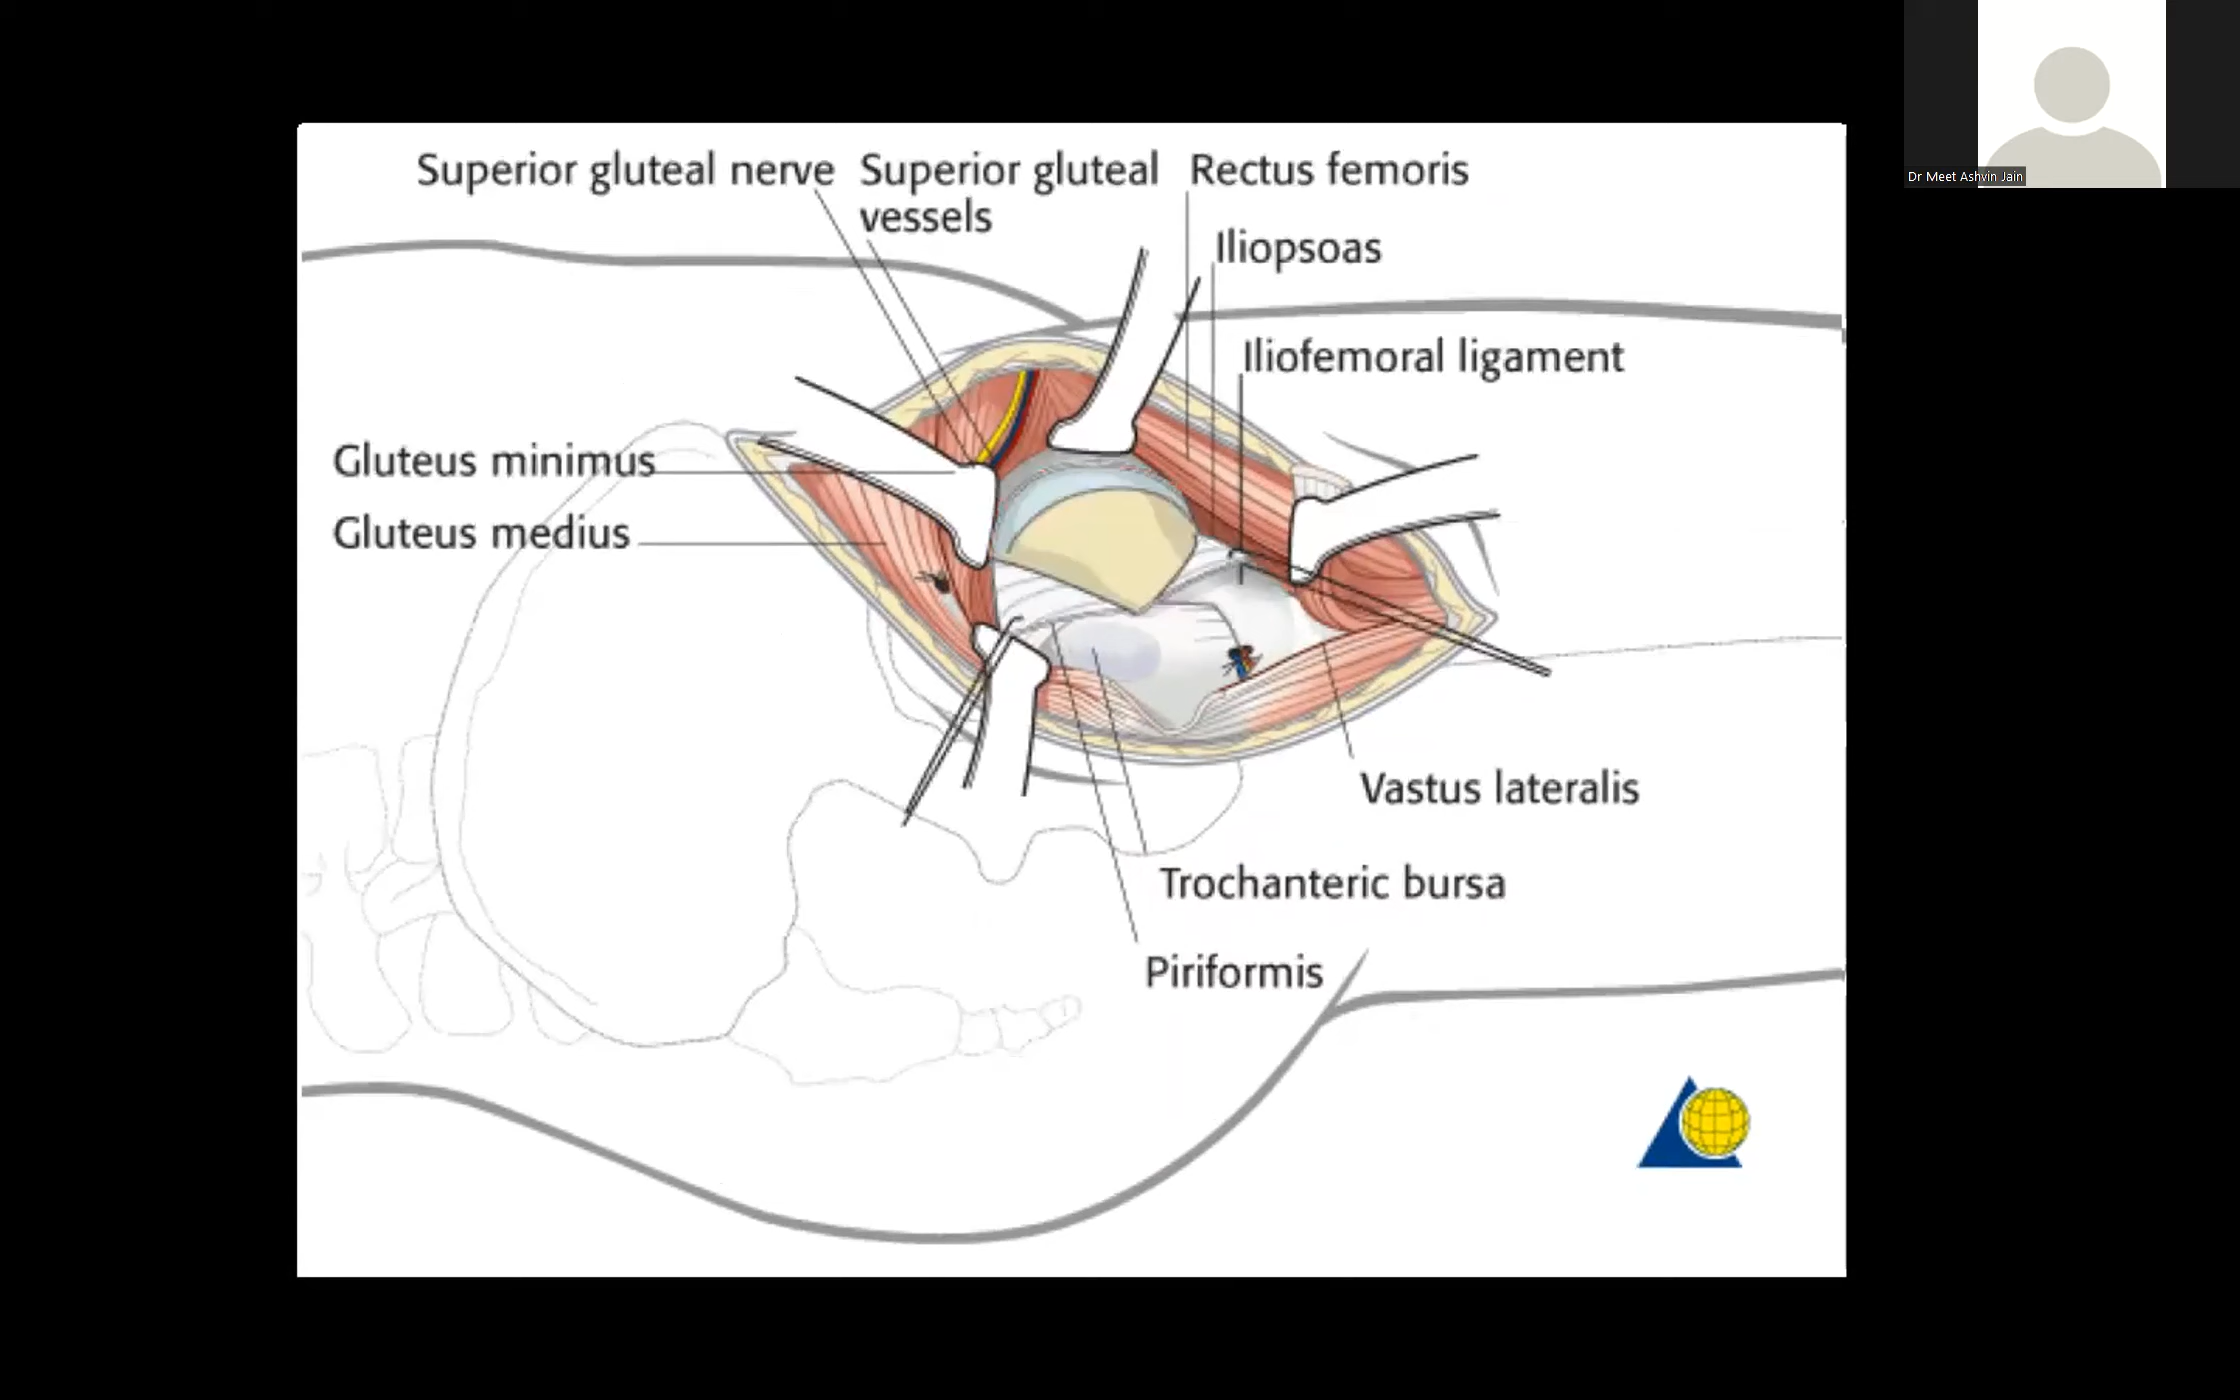 Dr Meet Ashvin Jain
Superior gluteal nerve
Superior gluteal
vessels
Rectus femoris
Iliopsoas
Iliofemoral ligament
Gluteus minimus
Gluteus medius
Vastus lateralis
Trochanteric bursa
Piriformis